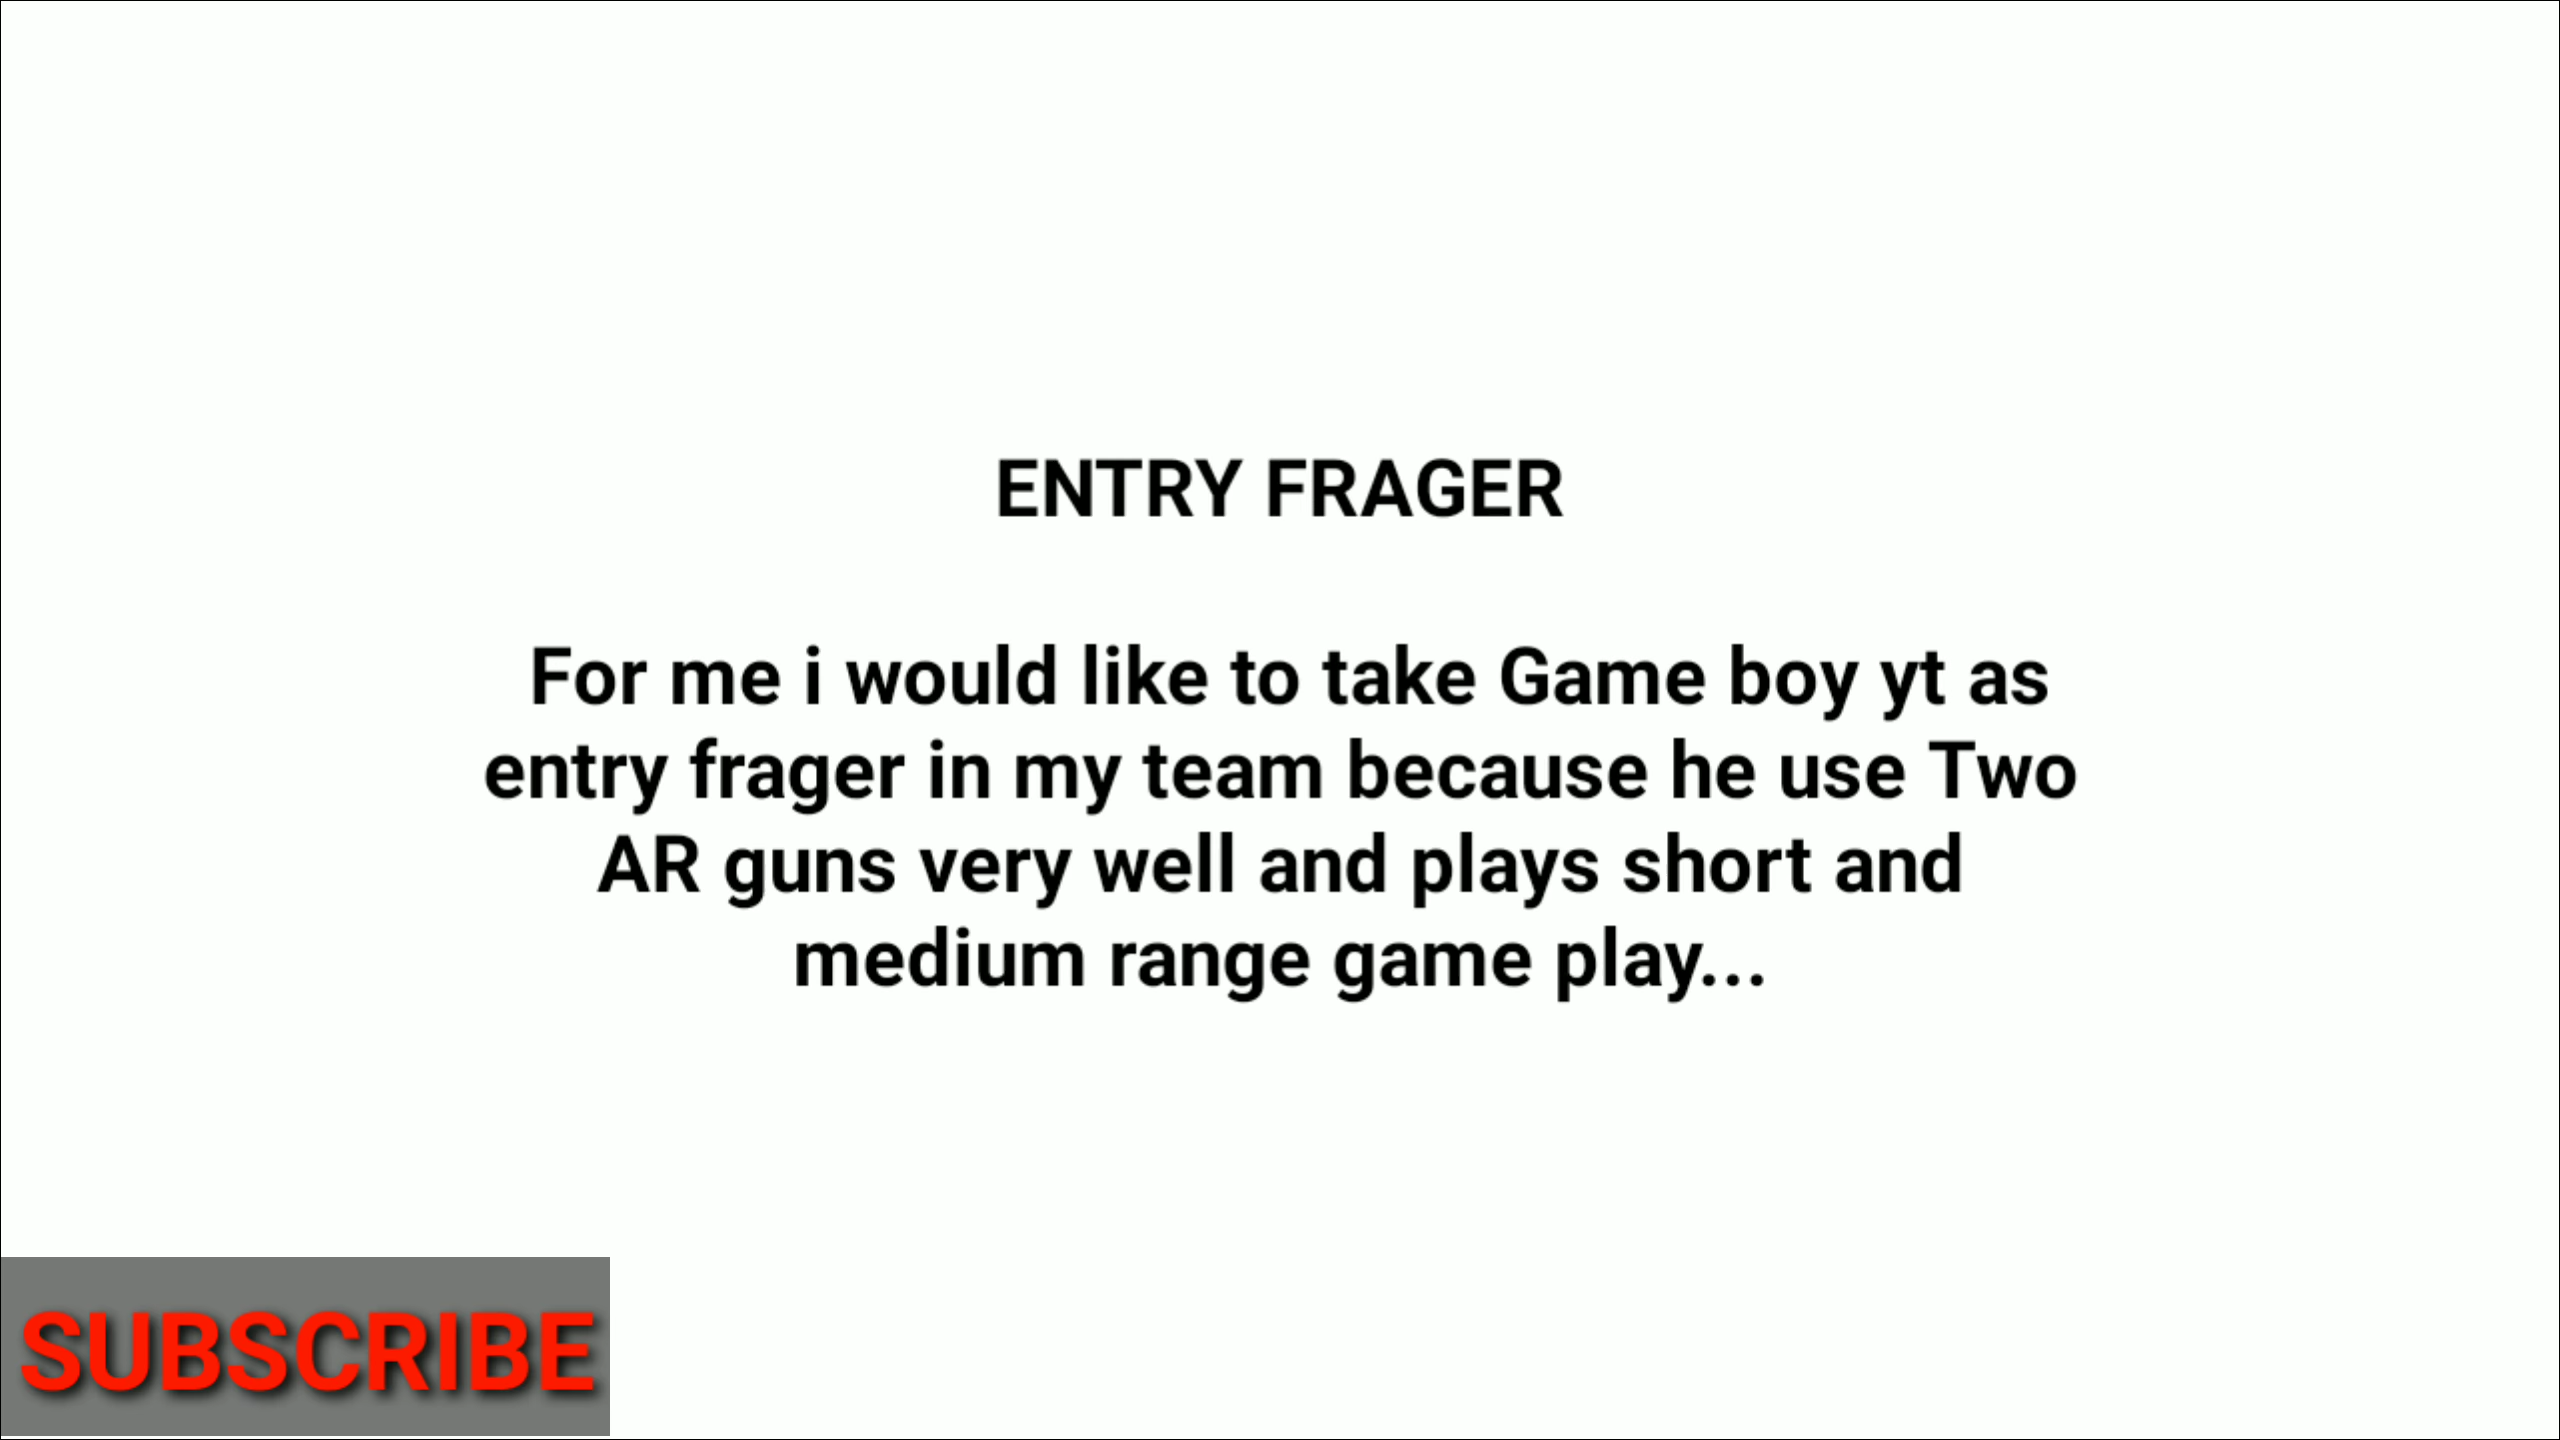 ENTRY FRAGER
For me i would like to take Game boy yt as
entry frager in my team because he use Two
AR guns very well and plays short and
medium range game play...
SUBSCRIBE